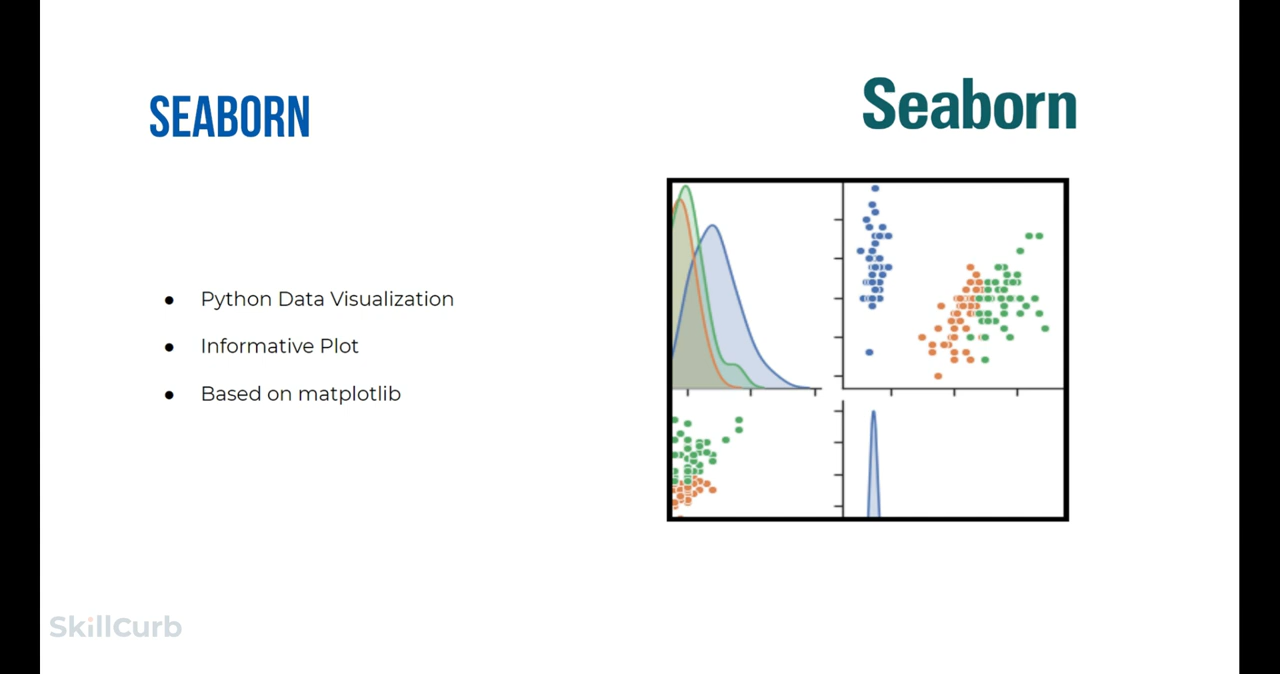 SEABORN
Seaborn
● Python Data Visualization
● Informative Plot
● Based on matplotlib
SkillCurb